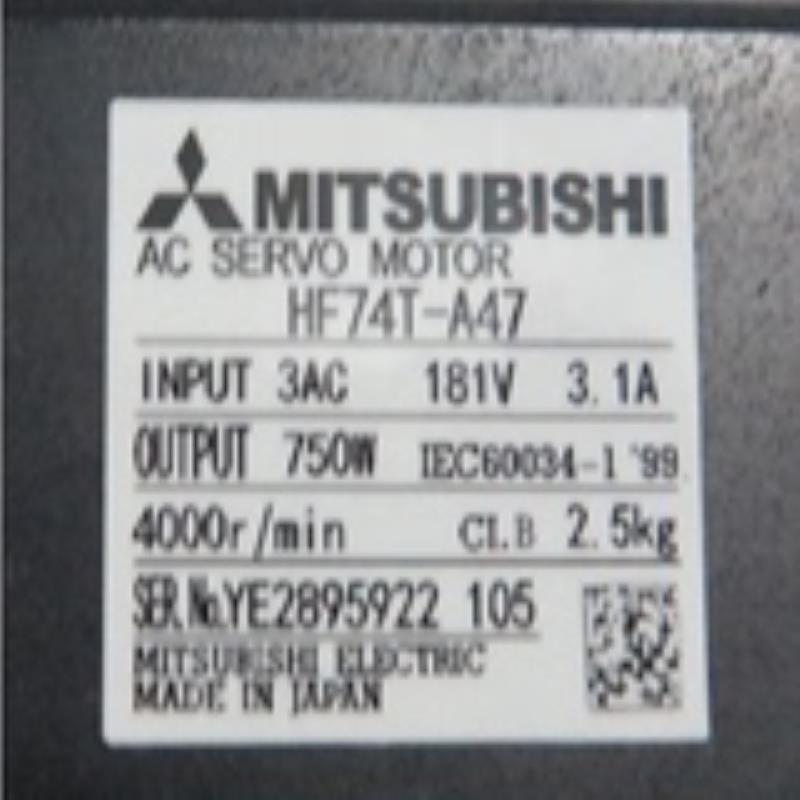 MITSUBISHI
AC SERVO MOTOR
HF74T-A47
INPUT 3AC 181V 3.1A
OUTPUT 750W IEC60034-1 '99
4000r/min CI.B 2.5kg
SER.No.YE2895922 105
MITSUBISHI ELECTRIC
MADE IN JAPAN